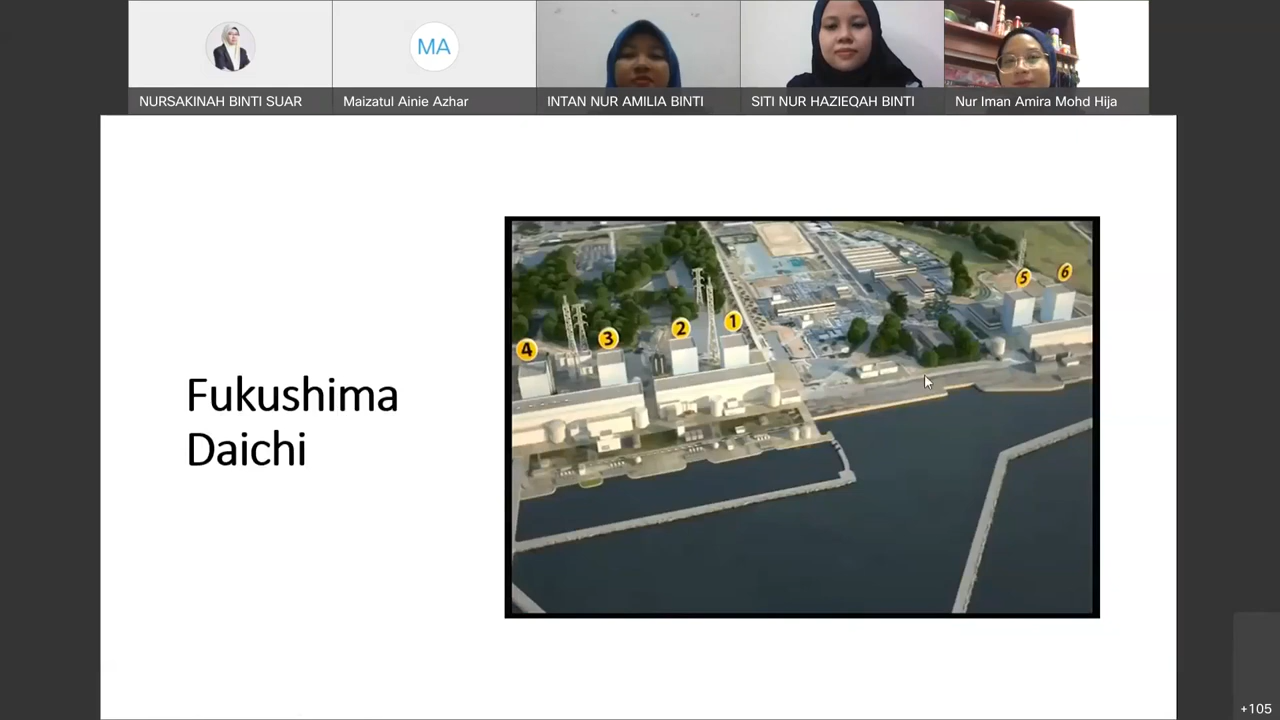 NURSAKINAH BINTI SUAR
MA
Maizatul Ainie Azhar
INTAN NUR AMILIA BINTI
SITI NUR HAZIEQAH BINTI
Nur Iman Amira Mohd Hija
Fukushima
Daichi
4
3
2
1
5
6
+105